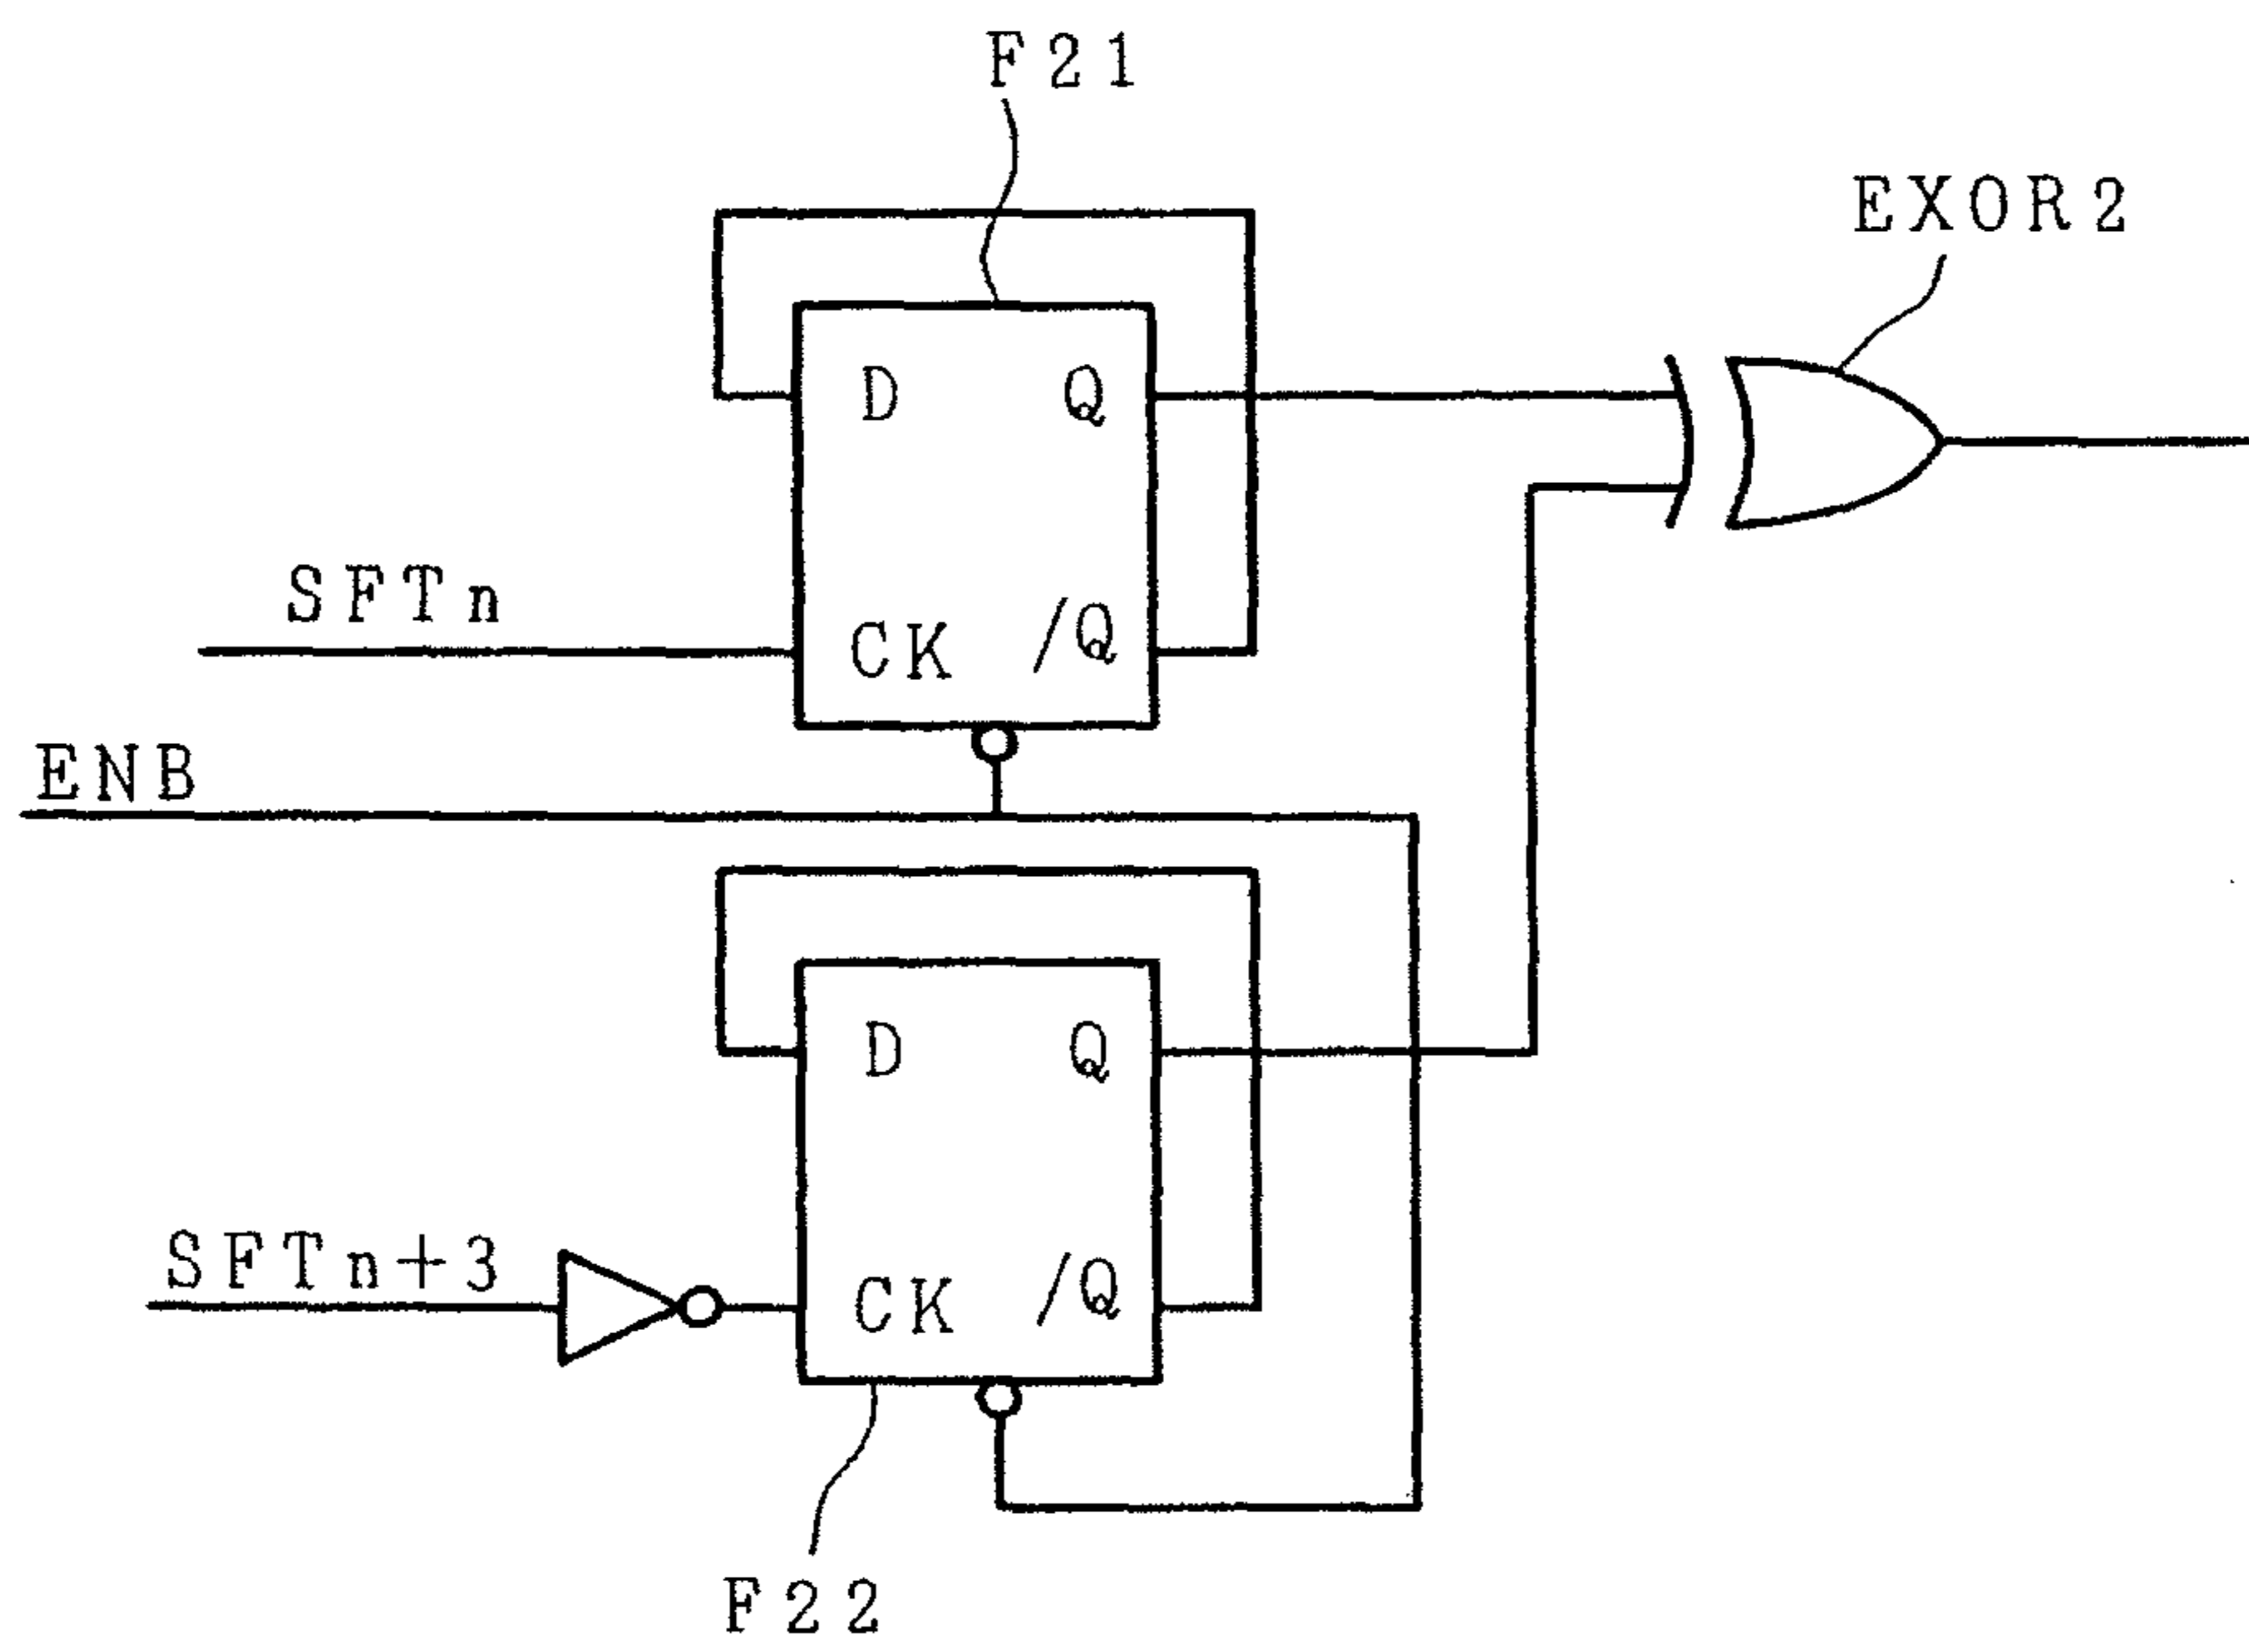 F21
EXOR2
D Q
SFTn
CK /Q
ENB
D Q
SFTn+3
CK /Q
F22